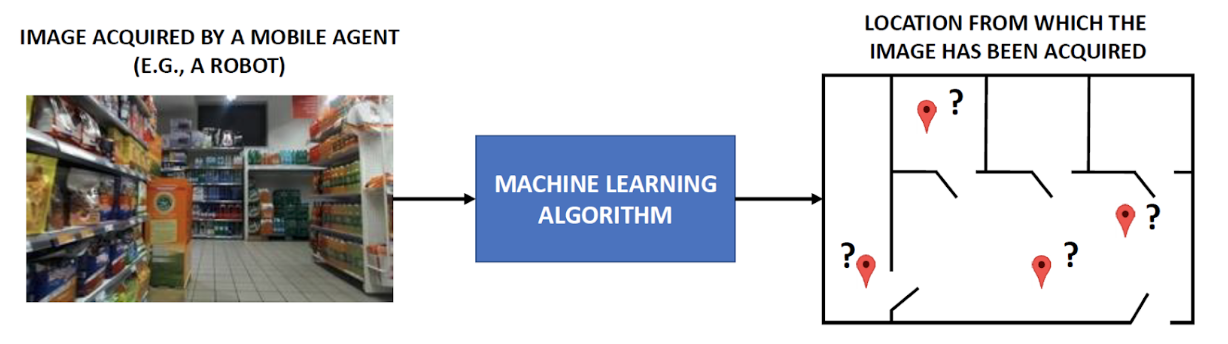 IMAGE ACQUIRED BY A MOBILE AGENT
(E.G., A ROBOT)
MACHINE LEARNING
ALGORITHM
LOCATION FROM WHICH THE
IMAGE HAS BEEN ACQUIRED
?
?
?
?